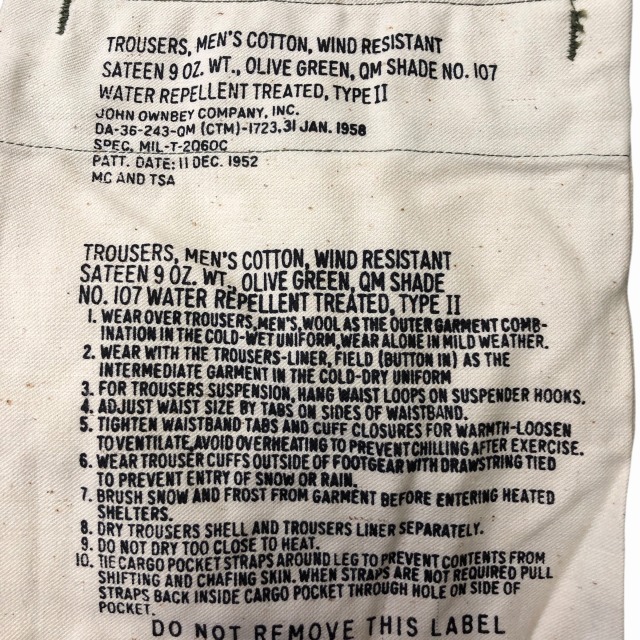 TROUSERS, MEN'S COTTON, WIND RESISTANT
SATEEN 9 OZ. WT., OLIVE GREEN, QM SHADE NO. 107
WATER REPELLENT TREATED, TYPE II
JOHN OWNBEY COMPANY, INC.
DA-36-243-QM (CTM)-1723, 31 JAN. 1958
SPEC. MIL-T-2060C
PATT. DATE: 11 DEC. 1952
MC AND TSA
TROUSERS, MEN'S COTTON, WIND RESISTANT
SATEEN 9 OZ. WT., OLIVE GREEN, QM SHADE
NO. 107 WATER REPELLENT TREATED, TYPE II
1. WEAR OVER TROUSERS, MEN'S, WOOL AS THE OUTER GARMENT COMB-
INATION IN THE COLD-WET UNIFORM, WEAR ALONE IN MILD WEATHER.
2. WEAR WITH THE TROUSERS-LINER, FIELD (BUTTON IN) AS THE
INTERMEDIATE GARMENT IN THE COLD-DRY UNIFORM
3. FOR TROUSERS SUSPENSION, HANG WAIST LOOPS ON SUSPENDER HOOKS.
4. ADJUST WAIST SIZE BY TABS ON SIDES OF WAISTBAND.
5. TIGHTEN WAISTBAND TABS AND CUFF CLOSURES FOR WARMTH-LOOSEN
TO VENTILATE, AVOID OVERHEATING TO PREVENT CHILLING AFTER EXERCISE.
6. WEAR TROUSER CUFFS OUTSIDE OF FOOTGEAR WITH DRAWSTRING TIED
TO PREVENT ENTRY OF SNOW OR RAIN.
7. BRUSH SNOW AND FROST FROM GARMENT BEFORE ENTERING HEATED
SHELTERS.
8. DRY TROUSERS SHELL AND TROUSERS LINER SEPARATELY.
9. DO NOT DRY TOO CLOSE TO HEAT.
10. TIE CARGO POCKET STRAPS AROUND LEG TO PREVENT CONTENTS FROM
SHIFTING AND CHAFING SKIN. WHEN STRAPS ARE NOT REQUIRED PULL
STRAPS BACK INSIDE CARGO POCKET THROUGH HOLE ON SIDE OF
POCKET.
DO NOT REMOVE THIS LABEL